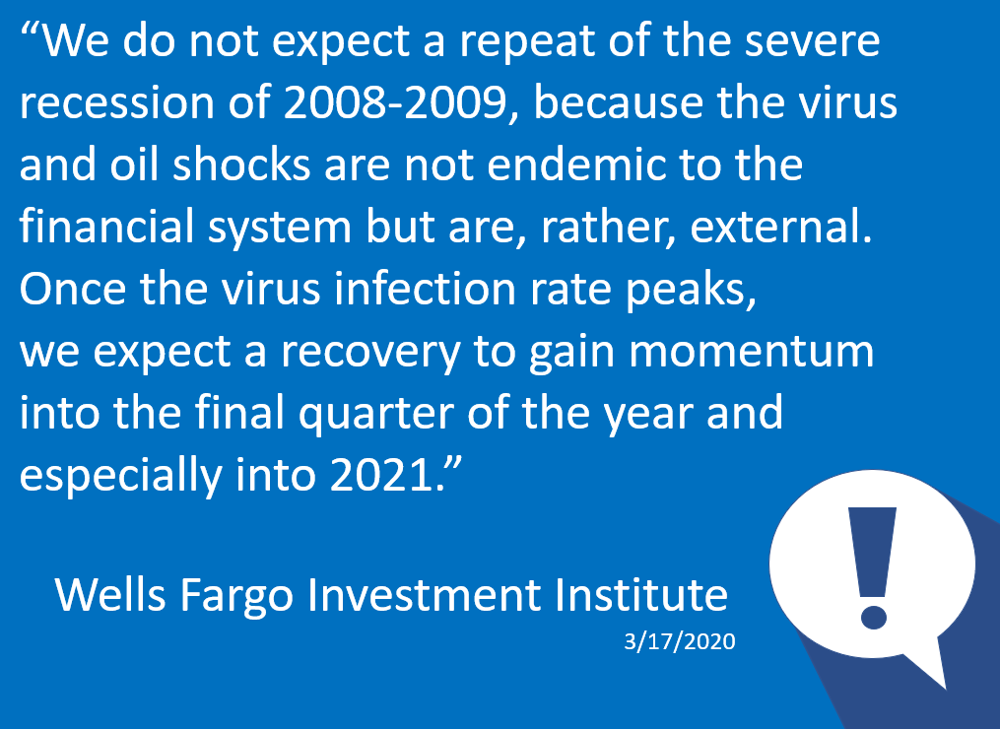 “We do not expect a repeat of the severe
recession of 2008-2009, because the virus
and oil shocks are not endemic to the
financial system but are, rather, external.
Once the virus infection rate peaks,
we expect a recovery to gain momentum
into the final quarter of the year and
especially into 2021.”
Wells Fargo Investment Institute
3/17/2020
!